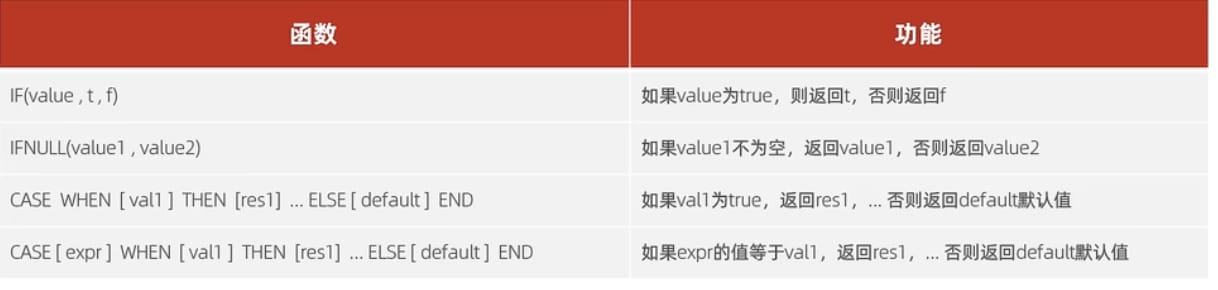 函数 功能
IF(value , t , f) 如果value为true，则返回t，否则返回f
IFNULL(value1 , value2) 如果value1不为空，返回value1，否则返回value2
CASE WHEN [ val1 ] THEN [res1] ... ELSE [ default ] END 如果val1为true，返回res1，... 否则返回default默认值
CASE [ expr ] WHEN [ val1 ] THEN [res1] ... ELSE [ default ] END 如果expr的值等于val1，返回res1，... 否则返回default默认值